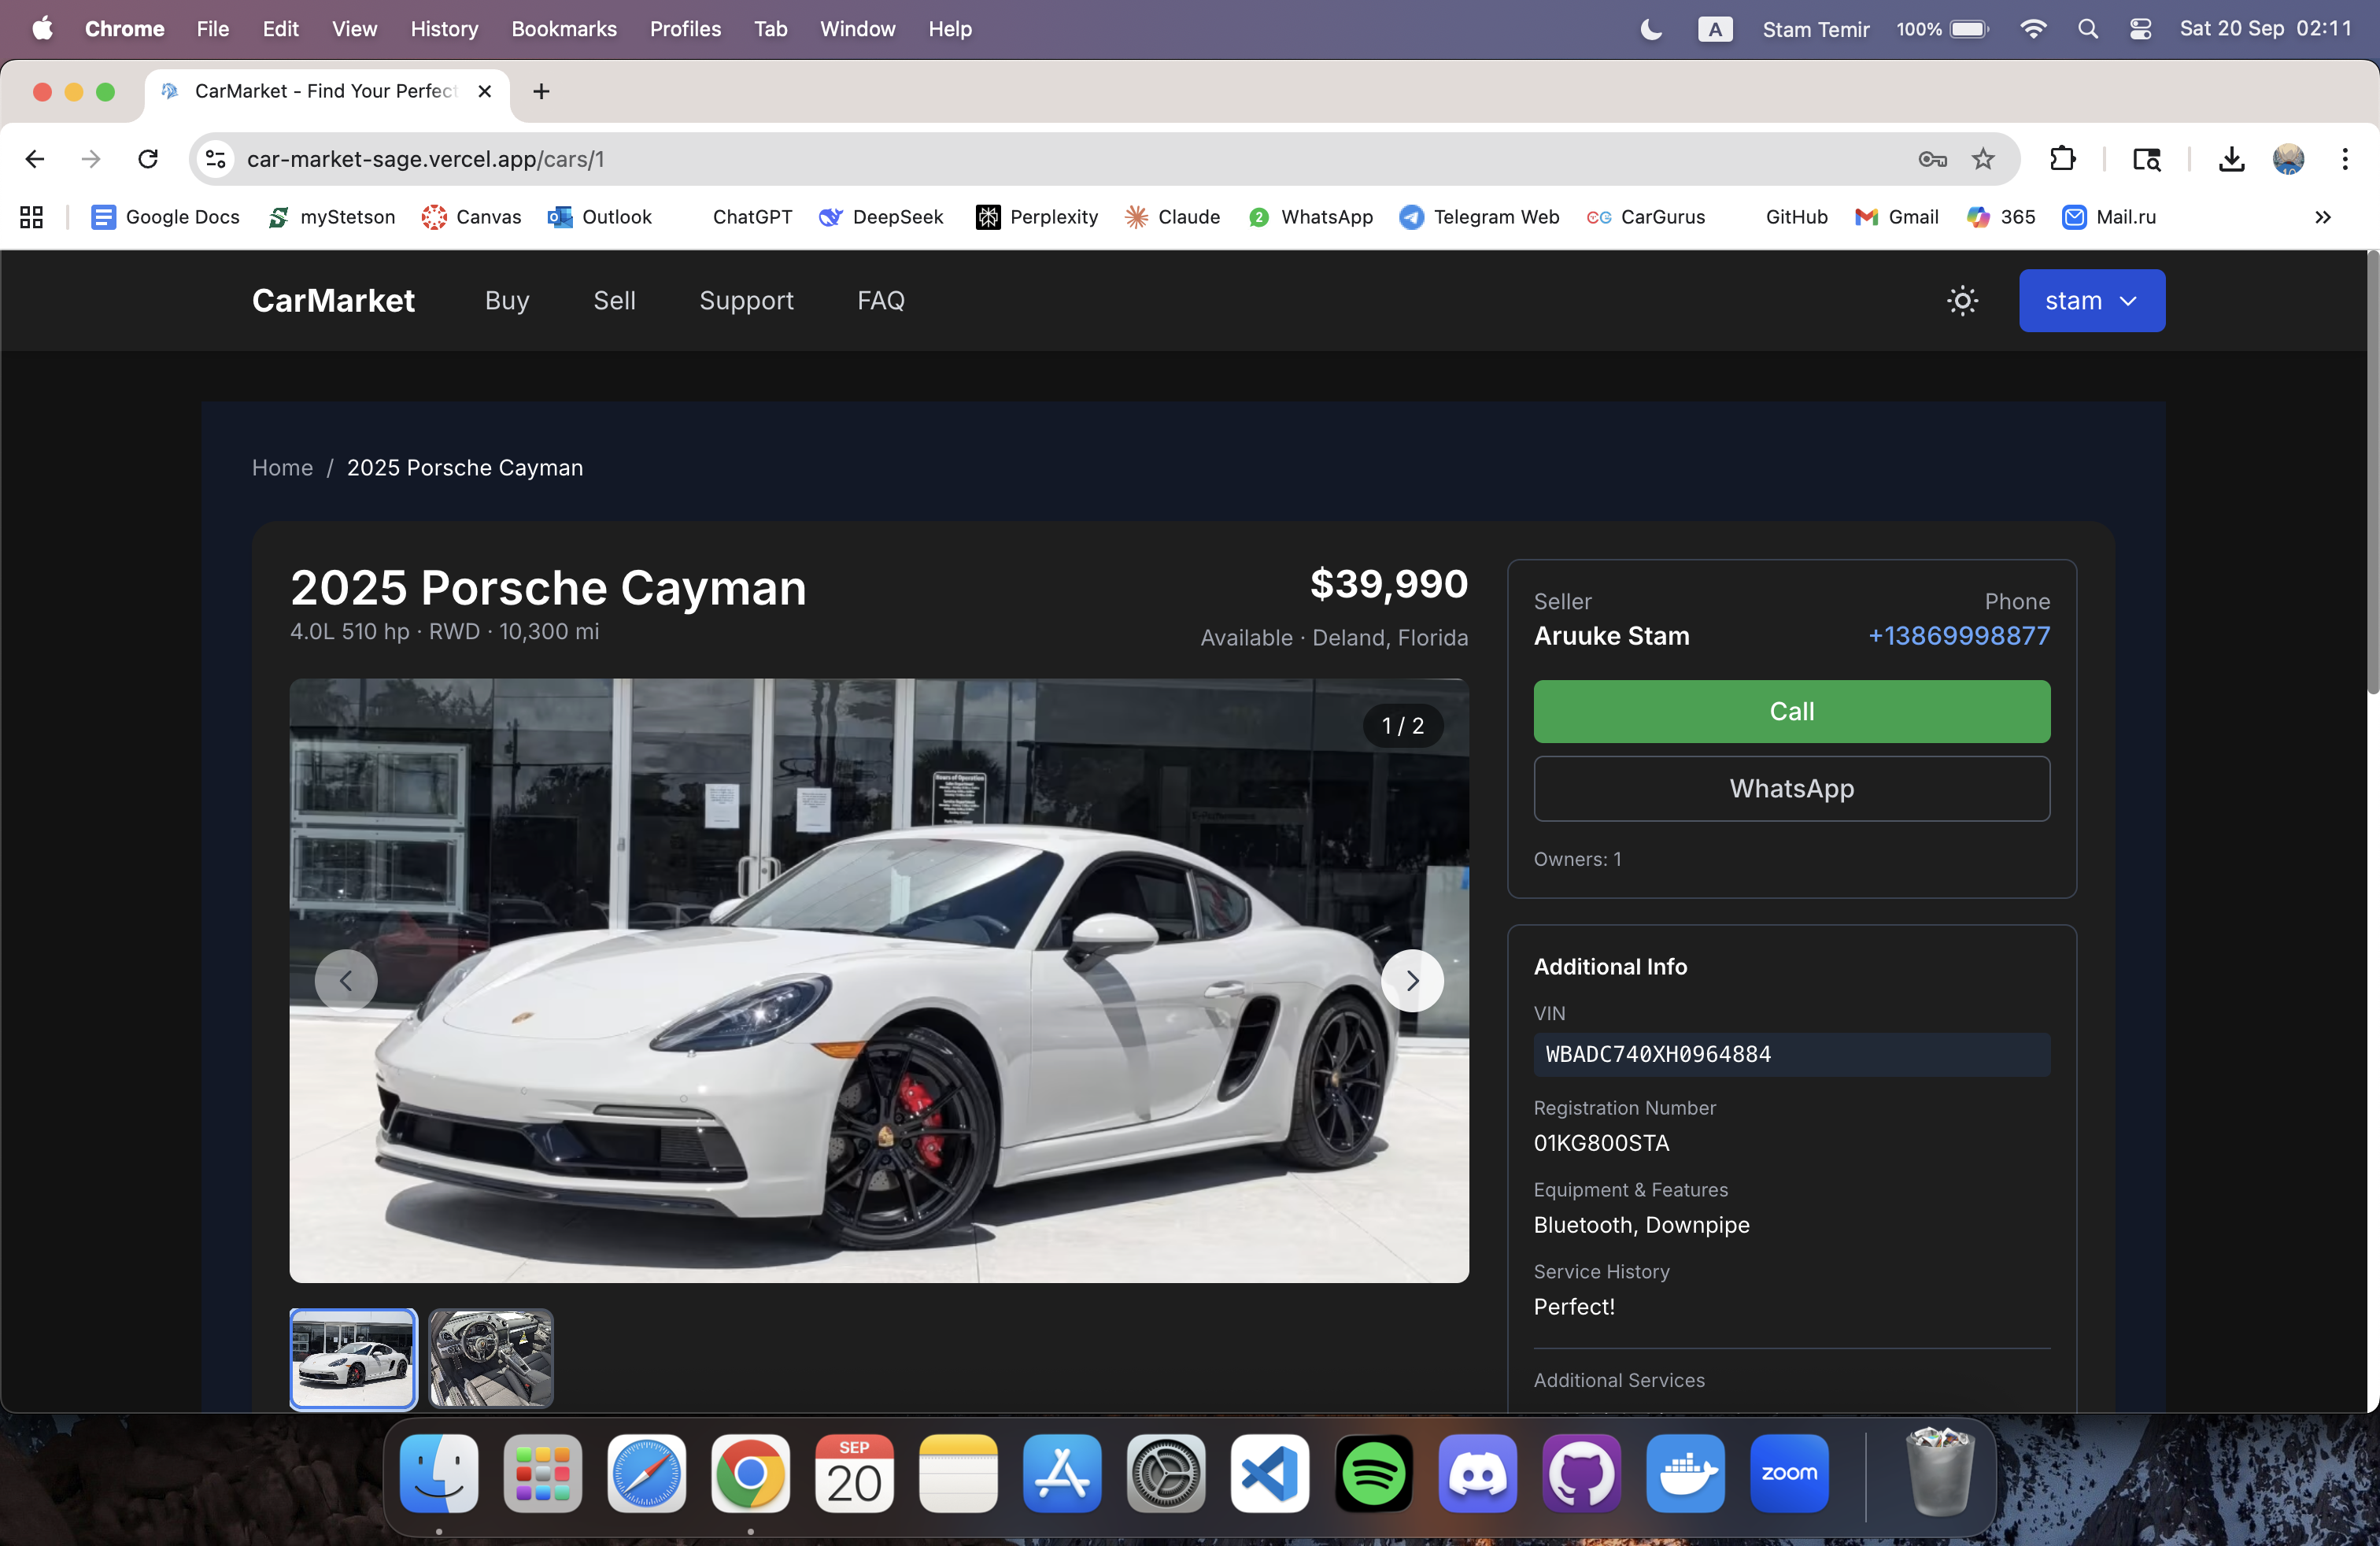 Chrome File Edit View History Bookmarks Profiles Tab Window Help A Stam Temir 100% Sat 20 Sep 02:11
CarMarket - Find Your Perfect
car-market-sage.vercel.app/cars/1
Google Docs myStetson Canvas Outlook ChatGPT DeepSeek Perplexity Claude 2 WhatsApp Telegram Web CarGurus GitHub Gmail 365 Mail.ru
CarMarket Buy Sell Support FAQ stam
Home / 2025 Porsche Cayman
2025 Porsche Cayman
$39,990
4.0L 510 hp · RWD · 10,300 mi
Available · Deland, Florida
1 / 2
Hours of Operation
Seller Phone
Aruuke Stam +13869998877
Call
WhatsApp
Owners: 1
Additional Info
VIN
WBADC740XH0964884
Registration Number
01KG800STA
Equipment & Features
Bluetooth, Downpipe
Service History
Perfect!
Additional Services
SEP
20
zoom